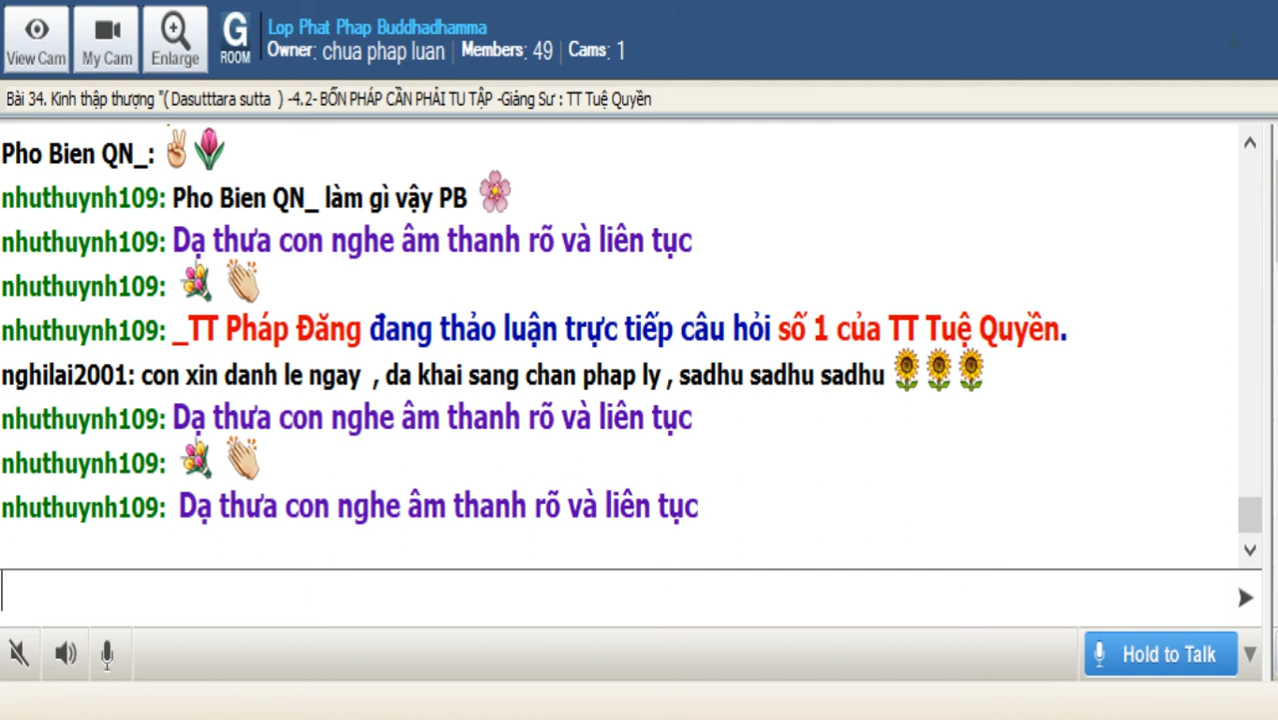 Lop Phat Phap Buddhadhamma
View Cam
My Cam
Enlarge
G ROOM
Owner: chua phap luan | Members: 49 | Cams: 1
Bài 34. Kinh thập thượng "( Dasutttara sutta ) -4.2- BỐN PHÁP CẦN PHẢI TU TẬP -Giảng Sư : TT Tuệ Quyền
Pho Bien QN_:
nhuthuynh109: Pho Bien QN_ làm gì vậy PB
nhuthuynh109: Dạ thưa con nghe âm thanh rõ và liên tục
nhuthuynh109:
nhuthuynh109: _TT Pháp Đăng đang thảo luận trực tiếp câu hỏi số 1 của TT Tuệ Quyền.
nghilai2001: con xin danh le ngay , da khai sang chan phap ly , sadhu sadhu sadhu
nhuthuynh109: Dạ thưa con nghe âm thanh rõ và liên tục
nhuthuynh109:
nhuthuynh109: Dạ thưa con nghe âm thanh rõ và liên tục
Hold to Talk